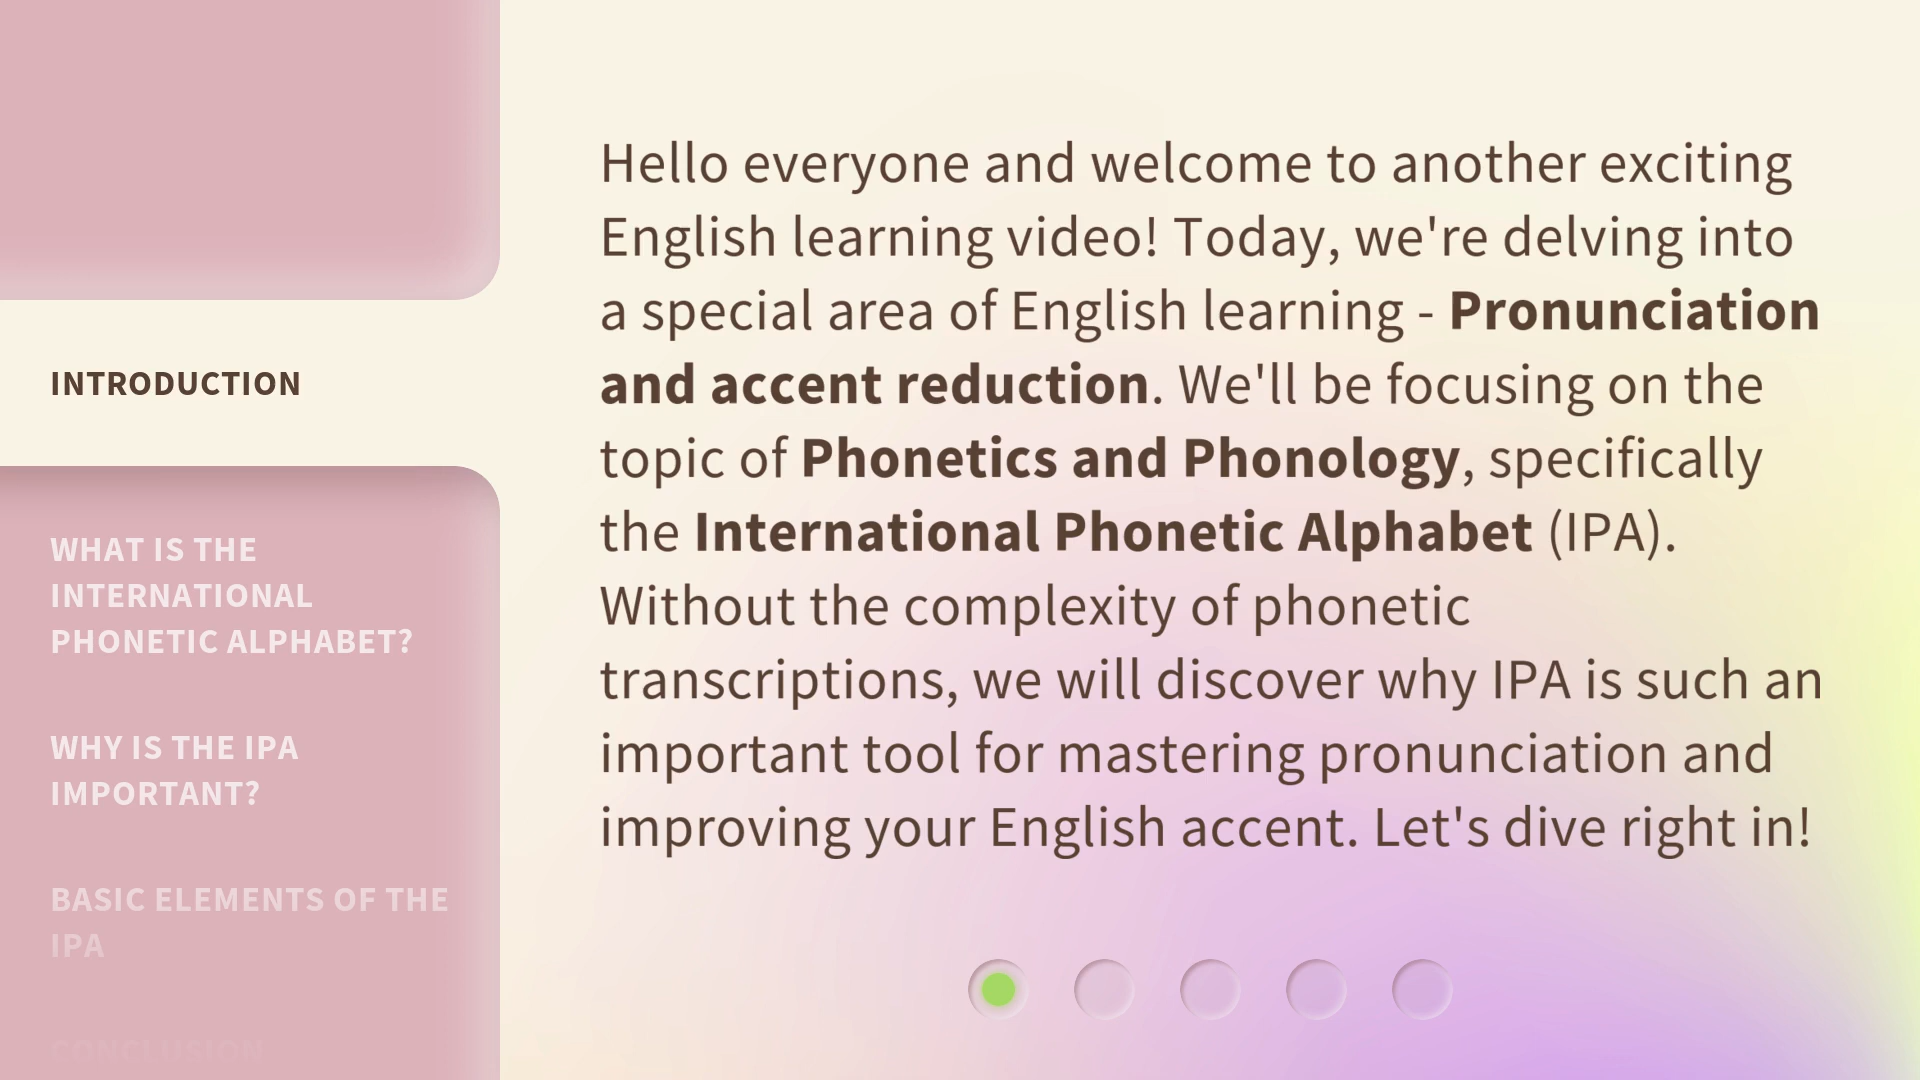 INTRODUCTION
WHAT IS THE
INTERNATIONAL
PHONETIC ALPHABET?
WHY IS THE IPA
IMPORTANT?
BASIC ELEMENTS OF THE
IPA
CONCLUSION
Hello everyone and welcome to another exciting
English learning video! Today, we're delving into
a special area of English learning - Pronunciation
and accent reduction. We'll be focusing on the
topic of Phonetics and Phonology, specifically
the International Phonetic Alphabet (IPA).
Without the complexity of phonetic
transcriptions, we will discover why IPA is such an
important tool for mastering pronunciation and
improving your English accent. Let's dive right in!